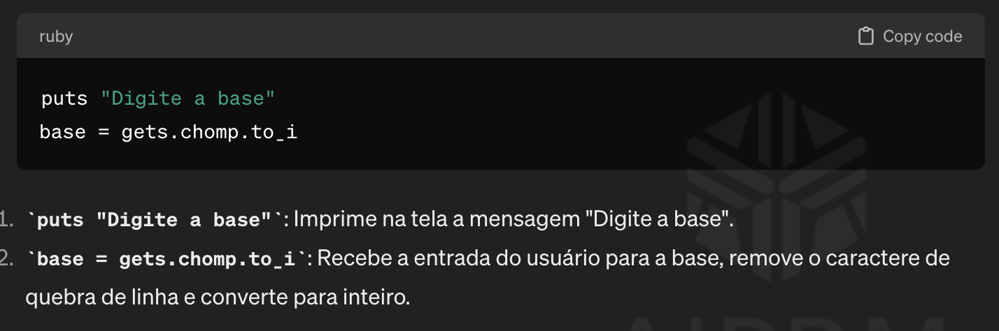 ruby
Copy code
puts "Digite a base"
base = gets.chomp.to_i
1. `puts "Digite a base"`: Imprime na tela a mensagem "Digite a base".
2. `base = gets.chomp.to_i`: Recebe a entrada do usuário para a base, remove o caractere de
quebra de linha e converte para inteiro.